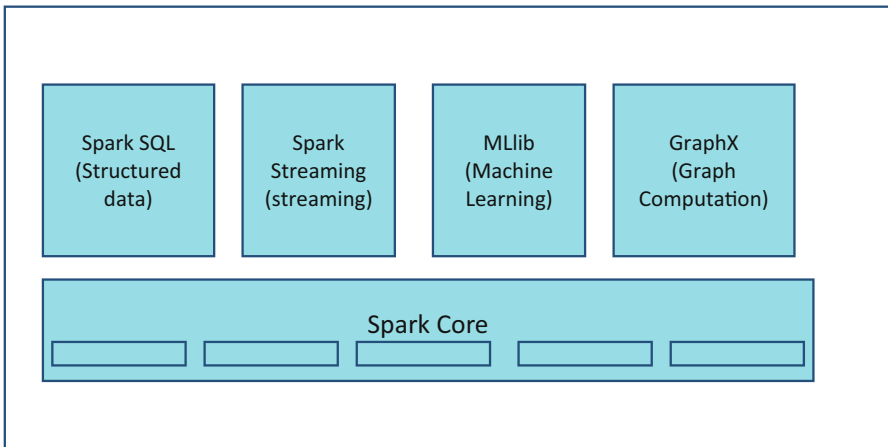 Spark SQL
(Structured
data)
Spark
Streaming
(streaming)
MLlib
(Machine
Learning)
GraphX
(Graph
Computation)
Spark Core